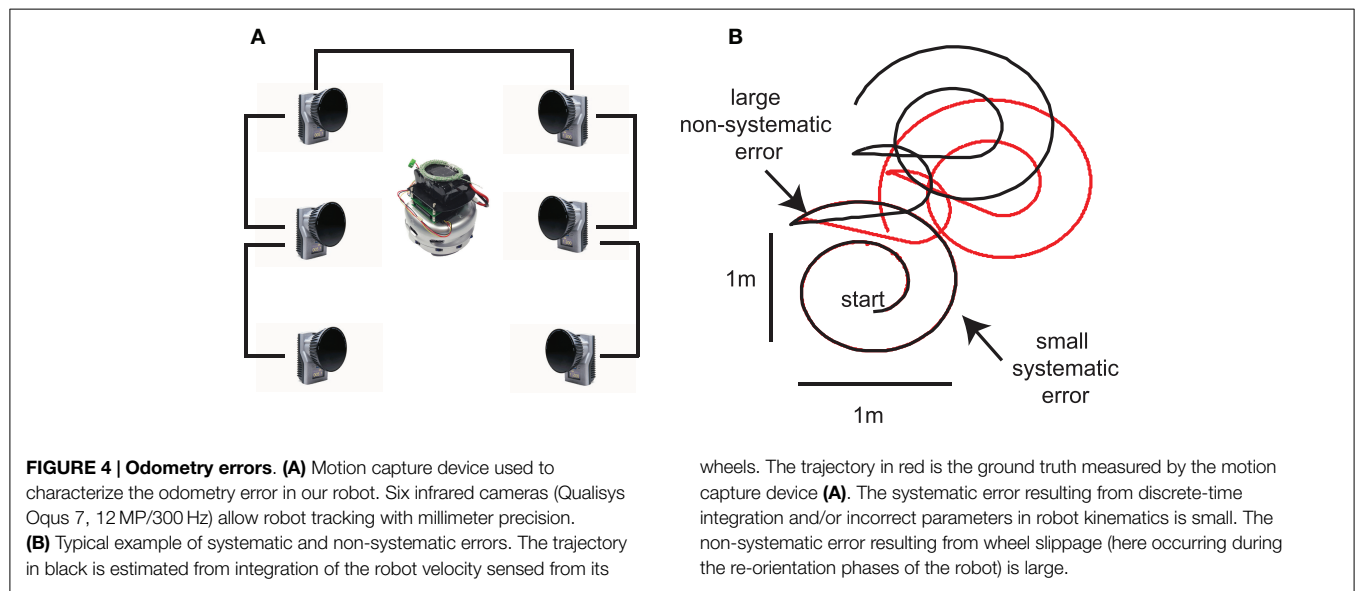 A
B
large
non-systematic
error
1m
start
small
systematic
error
1m
FIGURE 4 | Odometry errors. (A) Motion capture device used to
characterize the odometry error in our robot. Six infrared cameras (Qualisys
Oqus 7, 12 MP/300 Hz) allow robot tracking with millimeter precision.
(B) Typical example of systematic and non-systematic errors. The trajectory
in black is estimated from integration of the robot velocity sensed from its
wheels. The trajectory in red is the ground truth measured by the motion
capture device (A). The systematic error resulting from discrete-time
integration and/or incorrect parameters in robot kinematics is small. The
non-systematic error resulting from wheel slippage (here occurring during
the re-orientation phases of the robot) is large.